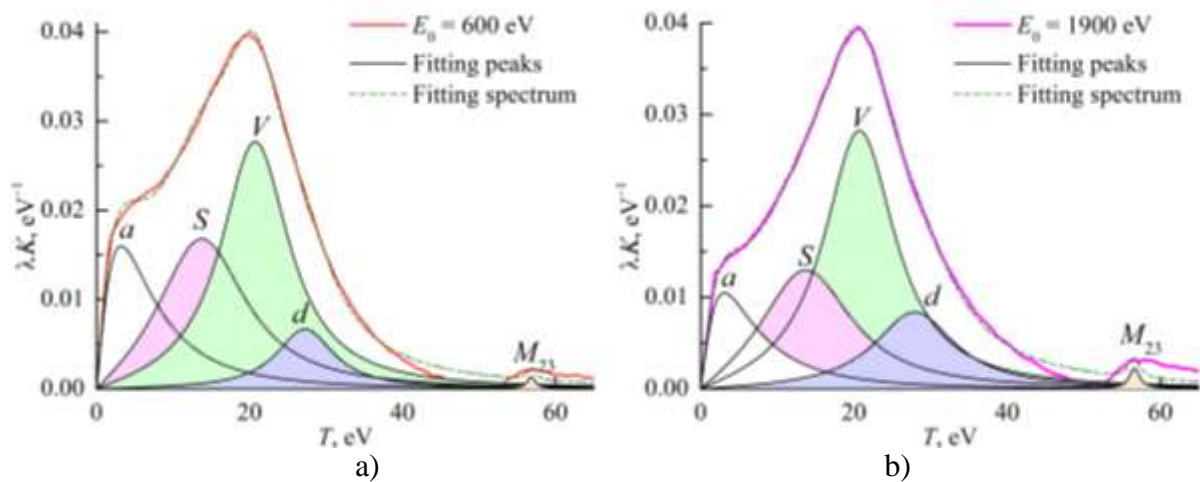 0.04
0.03
0.02
0.01
0.00
λK, eV⁻¹
E₀ = 600 eV
Fitting peaks
Fitting spectrum
a
S
V
d
M₂₃
0 20 40 60
T, eV
a)
0.04
0.03
0.02
0.01
0.00
λK, eV⁻¹
E₀ = 1900 eV
Fitting peaks
Fitting spectrum
a
S
V
d
M₂₃
0 20 40 60
T, eV
b)